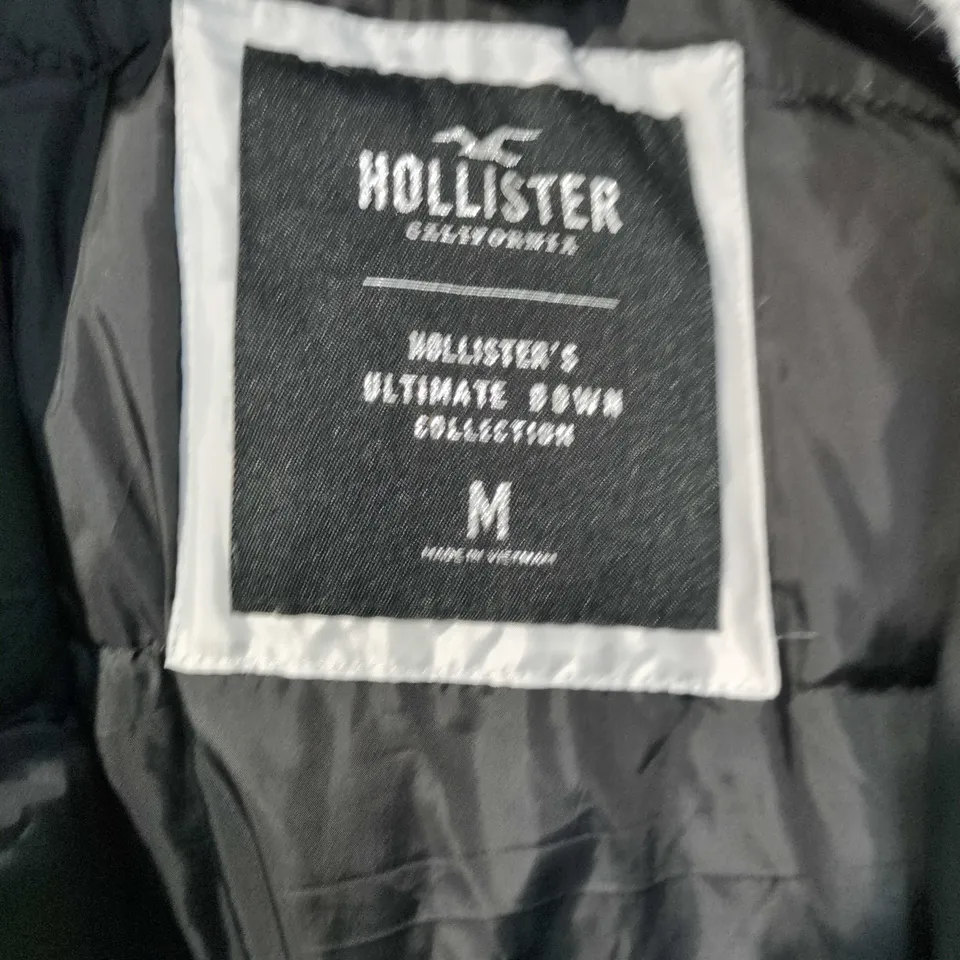 HOLLISTER
CALIFORNIA
HOLLISTER'S
ULTIMATE DOWN
COLLECTION
M
MADE IN VIETNAM